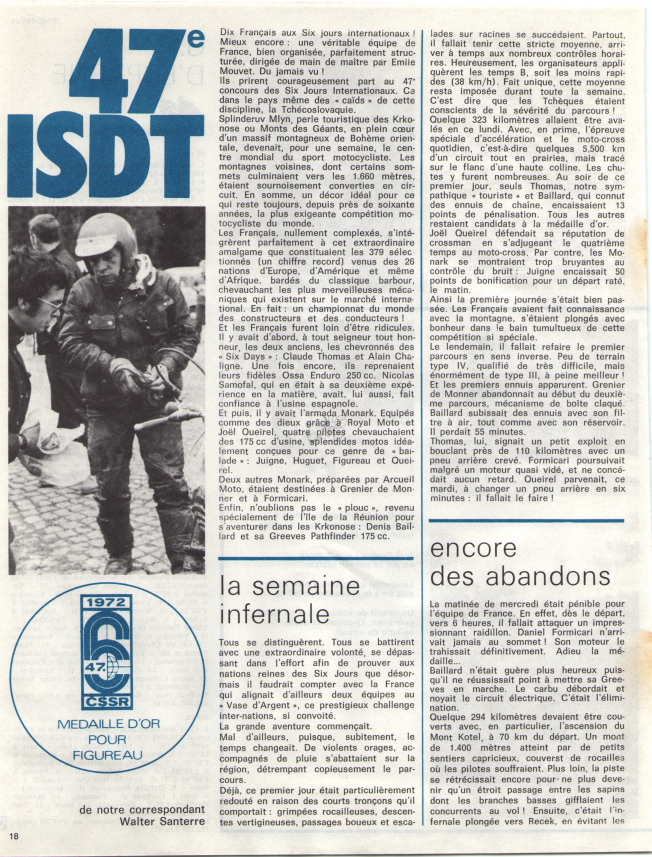 47e
ISDT
1972
47.
ČSSR
MEDAILLE D'OR
POUR
FIGUREAU
de notre correspondant
Walter Santerre
18
Dix Français aux Six jours internationaux !
Mieux encore : une véritable équipe de
France, bien organisée, parfaitement struc-
turée, dirigée de main de maître par Emile
Mouvet. Du jamais vu !
Ils prirent courageusement part au 47e
concours des Six Jours Internationaux. Ca
dans le pays même des « caïds » de cette
discipline, la Tchécoslovaquie.
Splinderuv Mlyn, perle touristique des Krko-
nose ou Monts des Géants, en plein cœur
d'un massif montagneux de Bohème orien-
tale, devenait, pour une semaine, le cen-
tre mondial du sport motocycliste. Les
montagnes voisines, dont certains som-
mets culminaient vers les 1.660 mètres,
étaient sournoisement converties en cir-
cuit. En somme, un décor idéal pour ce
qui reste toujours, depuis près de soixante
années, la plus exigeante compétition mo-
tocycliste du monde.
Les Français, nullement complexés, s'inté-
grèrent parfaitement à cet extraordinaire
amalgame que constituaient les 379 sélec-
tionnés (un chiffre record) venus des 26
nations d'Europe, d'Amérique et même
d'Afrique, bardés du classique barbour,
chevauchant les plus merveilleuses méca-
niques qui existent sur le marché interna-
tional. En fait : un championnat du monde
des constructeurs et des conducteurs !
Et les Français furent loin d'être ridicules.
Il y avait d'abord, à tout seigneur tout hon-
neur, les deux anciens, les chevronnés des
« Six Days » : Claude Thomas et Alain Cha-
ligne. Une fois encore, ils reprenaient
leurs fidèles Ossa Enduro 250 cc. Nicolas
Samofal, qui en était à sa deuxième expé-
rience en la matière, avait, lui aussi, fait
confiance à l'usine espagnole.
Et puis, il y avait l'armada Monark. Equipés
comme des dieux grâce à Royal Moto et
Joël Queirel, quatre pilotes chevauchaient
des 175 cc d'usine, splendides motos idéa-
lement conçues pour ce genre de « bal-
lade » : Juigne, Huguet, Figureau et Quei-
rel.
Deux autres Monark, préparées par Arcueil
Moto, étaient destinées à Grenier de Mon-
ner et à Formicari.
Enfin, n'oublions pas le « plouc », revenu
spécialement de l'île de la Réunion pour
s'aventurer dans les Krkonose : Denis Bail-
lard et sa Greeves Pathfinder 175 cc.
la semaine
infernale
Tous se distinguèrent. Tous se battirent
avec une extraordinaire volonté, se dépas-
sant dans l'effort afin de prouver aux
nations reines des Six Jours que désor-
mais il faudrait compter avec la France
qui alignait d'ailleurs deux équipes au
« Vase d'Argent », ce prestigieux challenge
inter-nations, si convoité.
La grande aventure commençait.
Mal d'ailleurs, puisque, subitement, le
temps changeait. De violents orages, ac-
compagnés de pluie s'abattaient sur la
région, détrempant copieusement le par-
cours.
Déjà, ce premier jour était particulièrement
redouté en raison des courts tronçons qu'il
comportait : grimpées rocailleuses, descen-
tes vertigineuses, passages boueux et esca-
lades sur racines se succédaient. Partout,
il fallait tenir cette stricte moyenne, arri-
ver à temps aux nombreux contrôles horai-
res. Heureusement, les organisateurs appli-
quèrent les temps B, soit les moins rapi-
des (38 km/h). Fait unique, cette moyenne
resta imposée durant toute la semaine.
C'est dire que les Tchèques étaient
conscients de la sévérité du parcours !
Quelque 323 kilomètres allaient être ava-
lés en ce lundi. Avec, en prime, l'épreuve
spéciale d'accélération et le moto-cross
quotidien, c'est-à-dire quelques 5,500 km
d'un circuit tout en prairies, mais tracé
sur le flanc d'une haute colline. Les chu-
tes y furent nombreuses. Au soir de ce
premier jour, seuls Thomas, notre sym-
pathique « touriste » et Baillard, qui connut
des ennuis de chaîne, encaissaient 13
points de pénalisation. Tous les autres
restaient candidats à la médaille d'or.
Joël Queirel défendait sa réputation de
crossman en s'adjugeant le quatrième
temps au moto-cross. Par contre, les Mo-
nark se montraient trop bruyantes au
contrôle du bruit : Juigne encaissait 50
points de bonification pour un départ raté,
le matin.
Ainsi la première journée s'était bien pas-
sée. Les Français avaient fait connaissance
avec la montagne, s'étaient plongés avec
bonheur dans le bain tumultueux de cette
compétition si spéciale.
Le lendemain, il fallait refaire le premier
parcours en sens inverse. Peu de terrain
type IV, qualifié de très difficile, mais
énormément de type III, à peine meilleur !
Et les premiers ennuis apparurent. Grenier
de Monner abandonnait au début du deuxiè-
me parcours, mécanisme de boîte claqué.
Baillard subissait des ennuis avec son fil-
tre à air, tout comme avec son réservoir.
Il perdait 55 minutes.
Thomas, lui, signait un petit exploit en
bouclant près de 110 kilomètres avec un
pneu arrière crevé. Formicari poursuivait
malgré un moteur quasi vidé, et ne concé-
dait aucun retard. Queirel parvenait, ce
mardi, à changer un pneu arrière en six
minutes : il fallait le faire !
encore
des abandons
La matinée de mercredi était pénible pour
l'équipe de France. En effet, dès le départ,
vers 6 heures, il fallait attaquer un impres-
sionnant raidillon. Daniel Formicari n'arri-
vait jamais au sommet ! Son moteur le
trahissait définitivement. Adieu la mé-
daille...
Baillard n'était guère plus heureux puis-
qu'il ne réussissait point à mettre sa Gree-
ves en marche. Le carbu débordait et
noyait le circuit électrique. C'était l'élimi-
nation.
Quelque 294 kilomètres devaient être cou-
verts avec, en particulier, l'ascension du
Mont Kotel, à 70 km du départ. Un mont
de 1.400 mètres atteint par de petits
sentiers capricieux, couverst de rocailles
où les pilotes souffraient. Plus loin, la piste
se rétrécissait encore pour ne plus deve-
nir qu'un étroit passage entre les sapins
dont les branches basses gifflaient les
concurrents au vol ! Ensuite, c'était l'in-
fernale plongée vers Recek, en évitant les